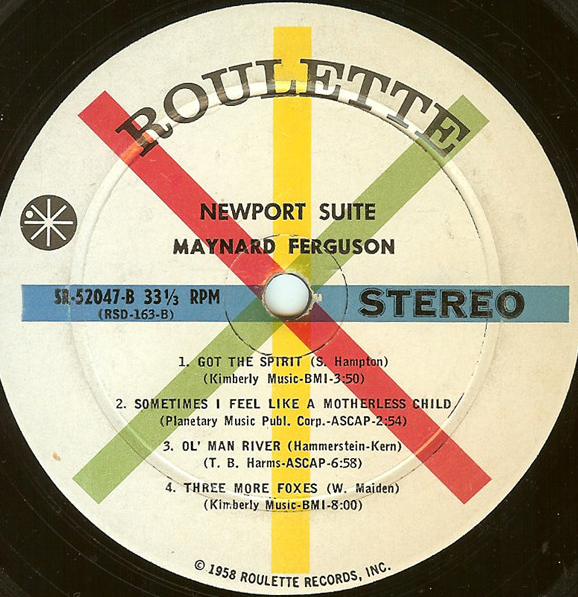 ROULETTE
NEWPORT SUITE
MAYNARD FERGUSON
SR-52047-B 33⅓ RPM
(RSD-163-B)
STEREO
1. GOT THE SPIRIT (S. Hampton)
(Kimberly Music-BMI-3:50)
2. SOMETIMES I FEEL LIKE A MOTHERLESS CHILD
(Planetary Music Publ. Corp.-ASCAP-2:54)
3. OL' MAN RIVER (Hammerstein-Kern)
(T. B. Harms-ASCAP-6:58)
4. THREE MORE FOXES (W. Maiden)
(Kimberly Music-BMI-8:00)
© 1958 ROULETTE RECORDS, INC.